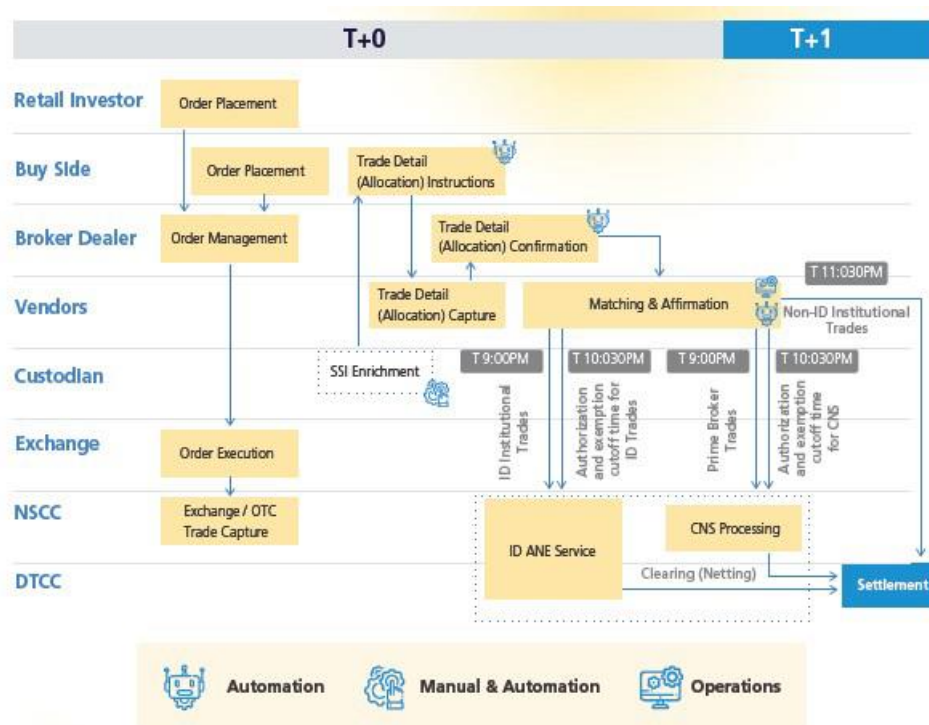 T+0
T+1
Retail Investor
Order Placement
Buy Side
Order Placement
Trade Detail
(Allocation) Instructions
Broker Dealer
Order Management
Trade Detail
(Allocation) Confirmation
T 11:030PM
Vendors
Trade Detail
(Allocation) Capture
Matching & Affirmation
Non-ID Institutional
Trades
Custodian
SSI Enrichment
T 9:00PM
T 10:030PM
T 9:00PM
T 10:030PM
ID Institutional
Trades
Authorization
and exemption
cutoff time for
ID Trades
Prime Broker
Trades
Authorization
and exemption
cutoff time
for CNS
Exchange
Order Execution
NSCC
Exchange / OTC
Trade Capture
ID ANE Service
CNS Processing
DTCC
Clearing (Netting)
Settlement
Automation
Manual & Automation
Operations